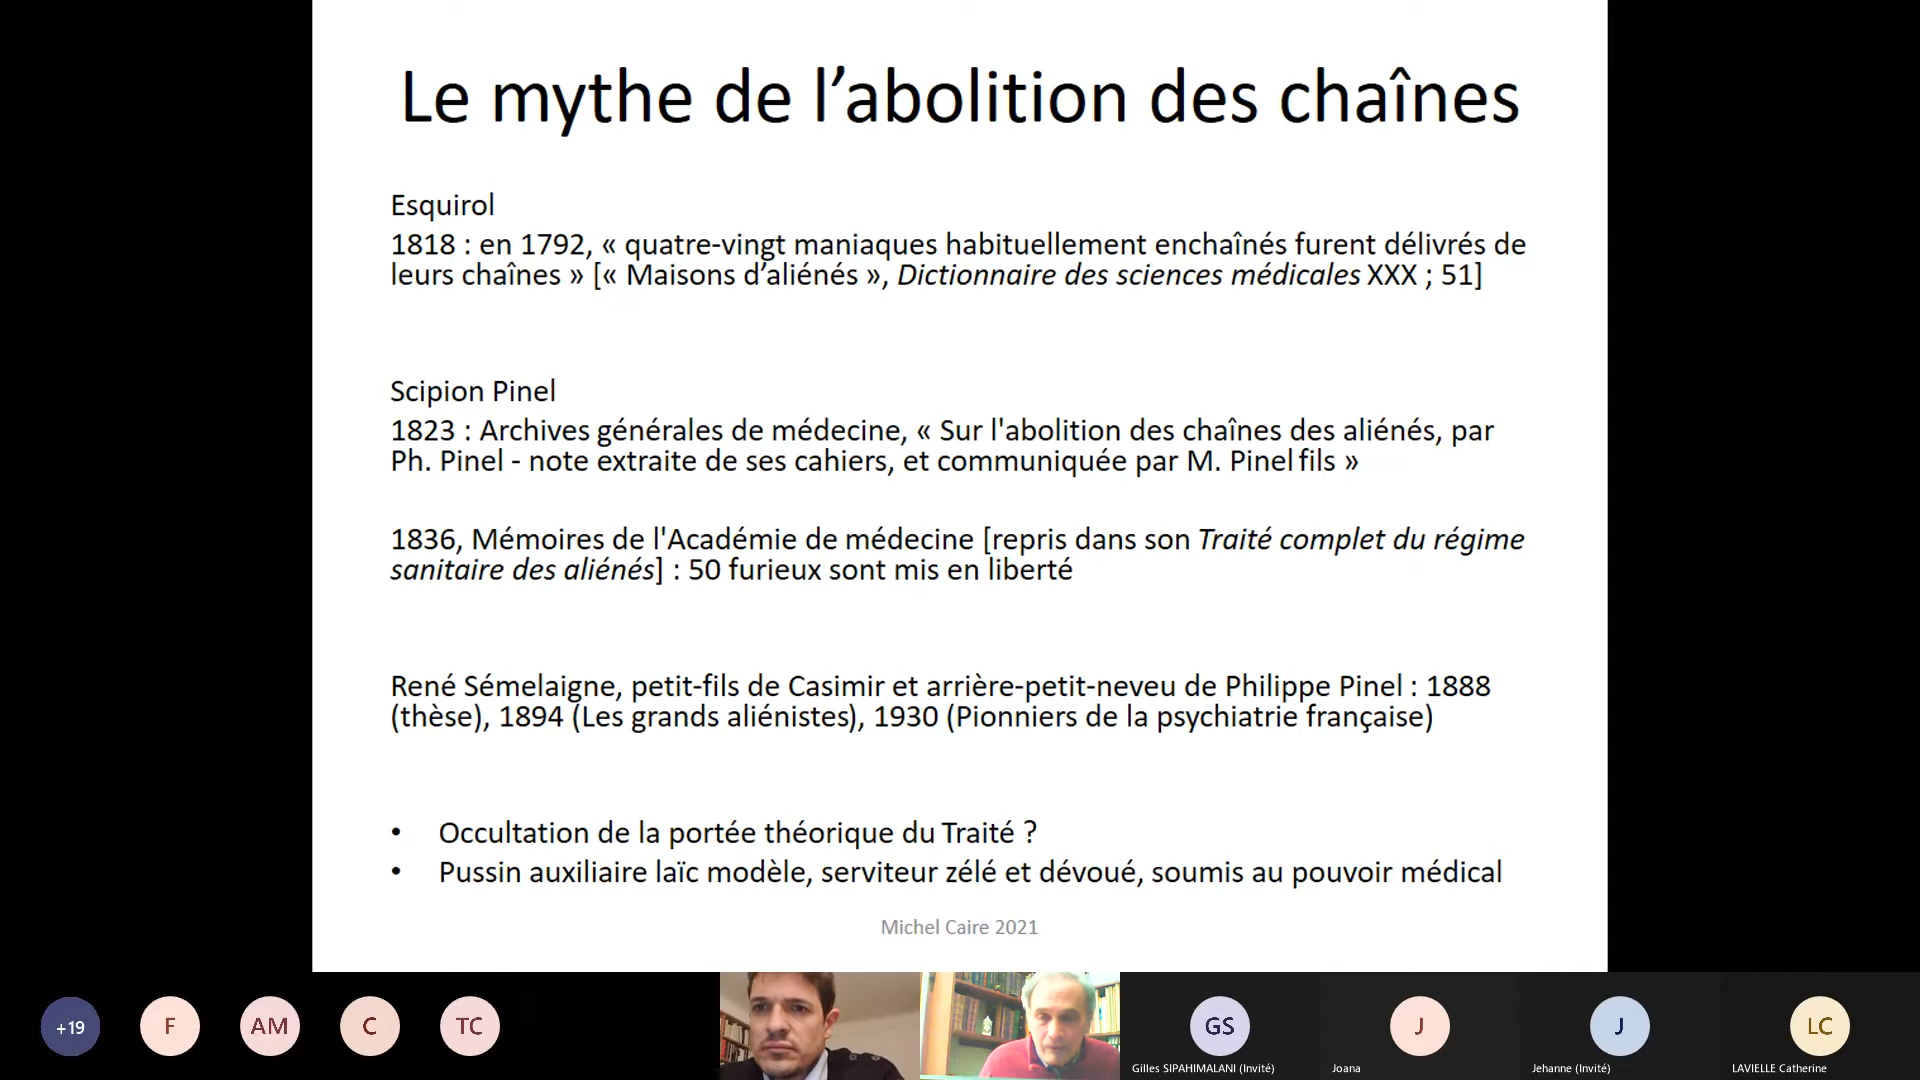 Le mythe de l’abolition des chaînes
Esquirol
1818 : en 1792, « quatre-vingt maniaques habituellement enchaînés furent délivrés de
leurs chaînes » [« Maisons d’aliénés », Dictionnaire des sciences médicales XXX ; 51]
Scipion Pinel
1823 : Archives générales de médecine, « Sur l'abolition des chaînes des aliénés, par
Ph. Pinel - note extraite de ses cahiers, et communiquée par M. Pinel fils »
1836, Mémoires de l'Académie de médecine [repris dans son Traité complet du régime
sanitaire des aliénés] : 50 furieux sont mis en liberté
René Sémelaigne, petit-fils de Casimir et arrière-petit-neveu de Philippe Pinel : 1888
(thèse), 1894 (Les grands aliénistes), 1930 (Pionniers de la psychiatrie française)
• Occultation de la portée théorique du Traité ?
• Pussin auxiliaire laïc modèle, serviteur zélé et dévoué, soumis au pouvoir médical
Michel Caire 2021
+19
F
AM
C
TC
GS
J
J
LC
Gilles SIPAHIMALANI (Invité)
Joana
Jehanne (Invité)
LAVIELLE Catherine